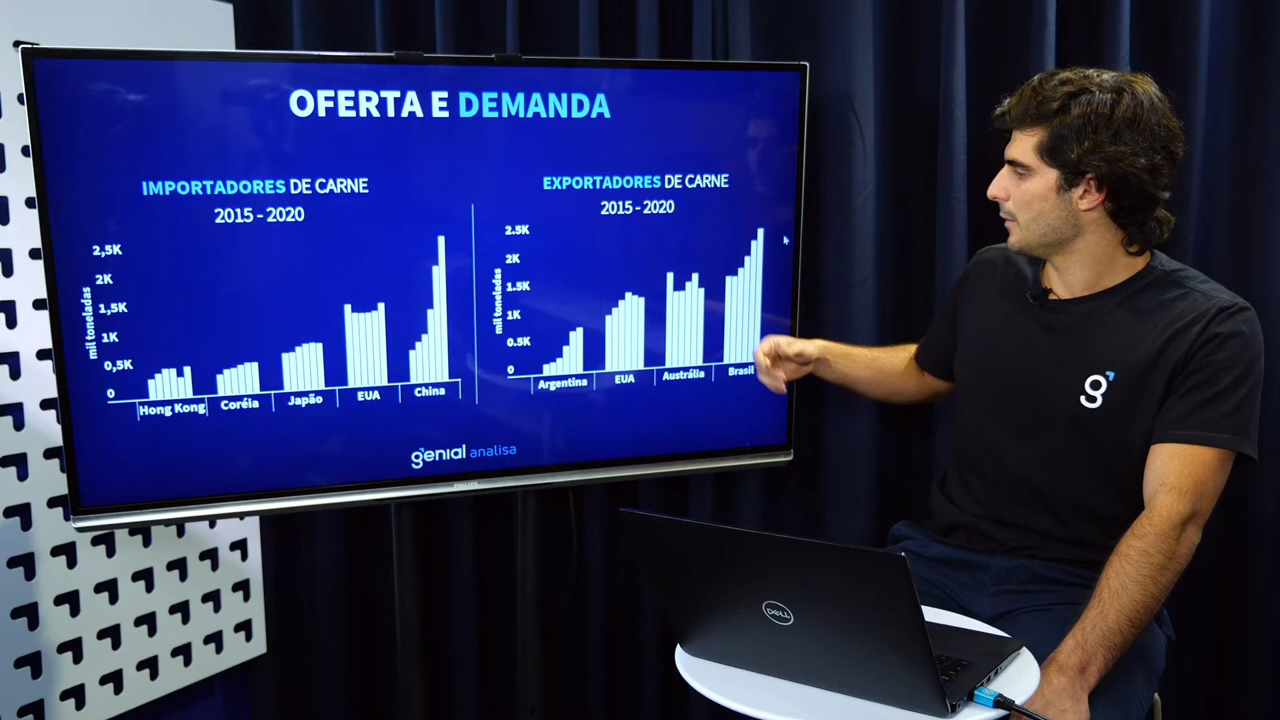 OFERTA E DEMANDA
IMPORTADORES DE CARNE
2015 - 2020
mil toneladas
2,5K
2K
1,5K
1K
0,5K
0
Hong Kong
Coréia
Japão
EUA
China
EXPORTADORES DE CARNE
2015 - 2020
mil toneladas
2.5K
2K
1.5K
1K
0.5K
0
Argentina
EUA
Austrália
Brasil
genial analisa
PHILIPS
g
DELL